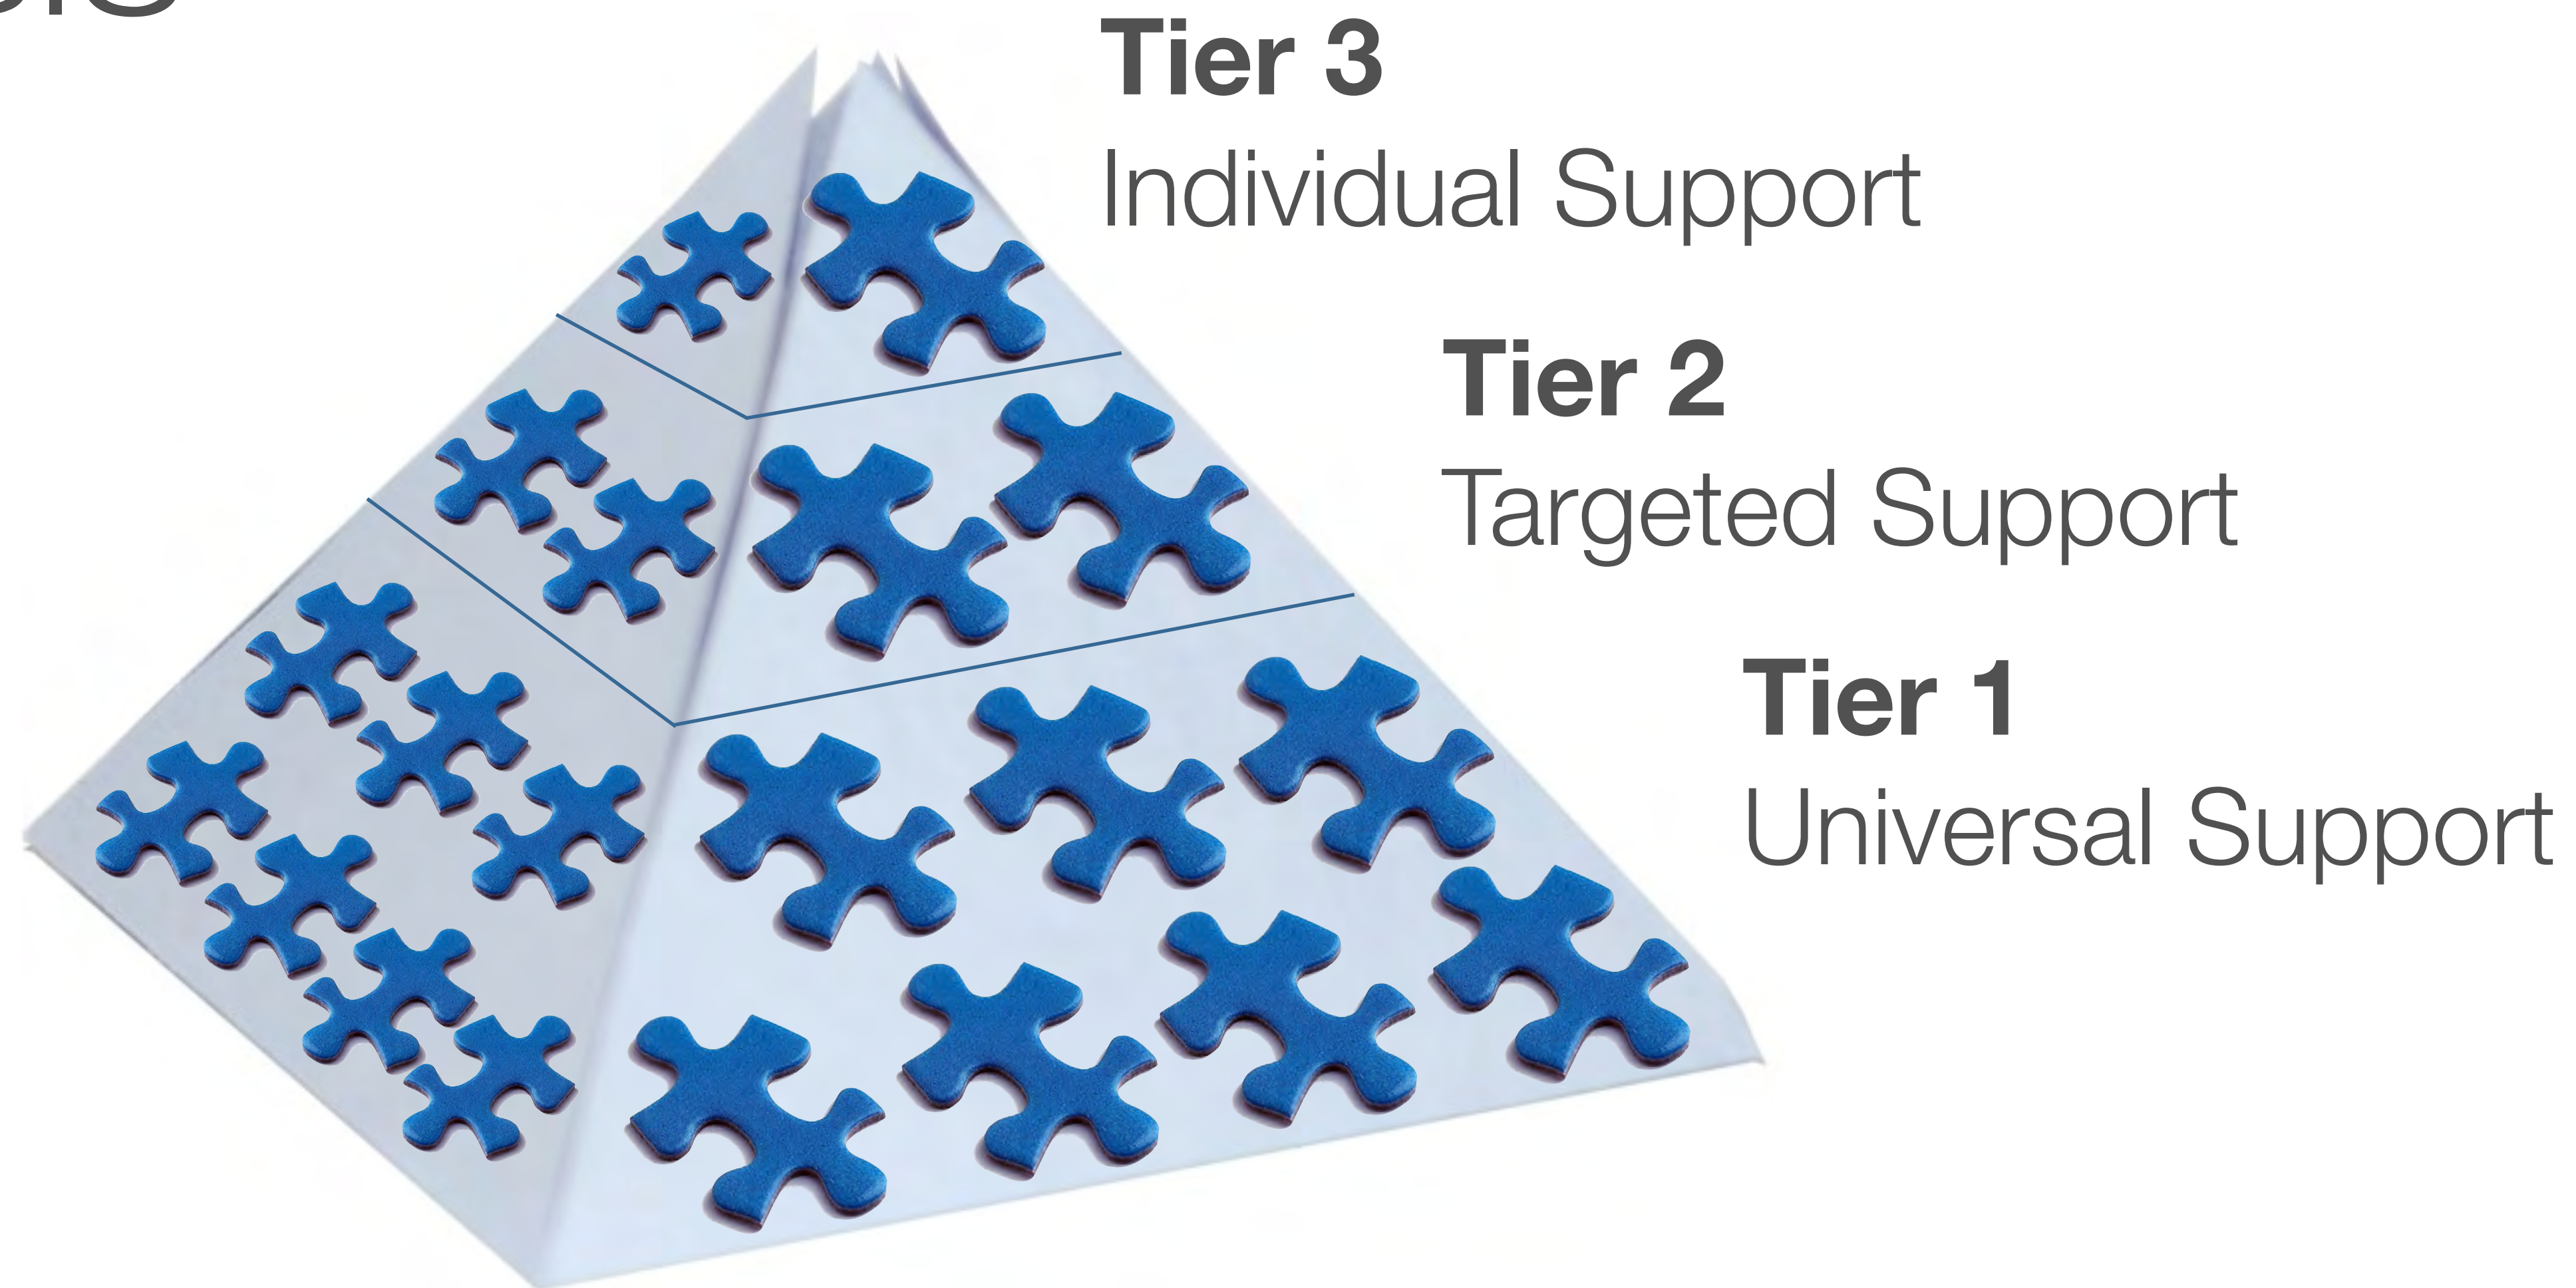 Tier 3
Individual Support
Tier 2
Targeted Support
Tier 1
Universal Support